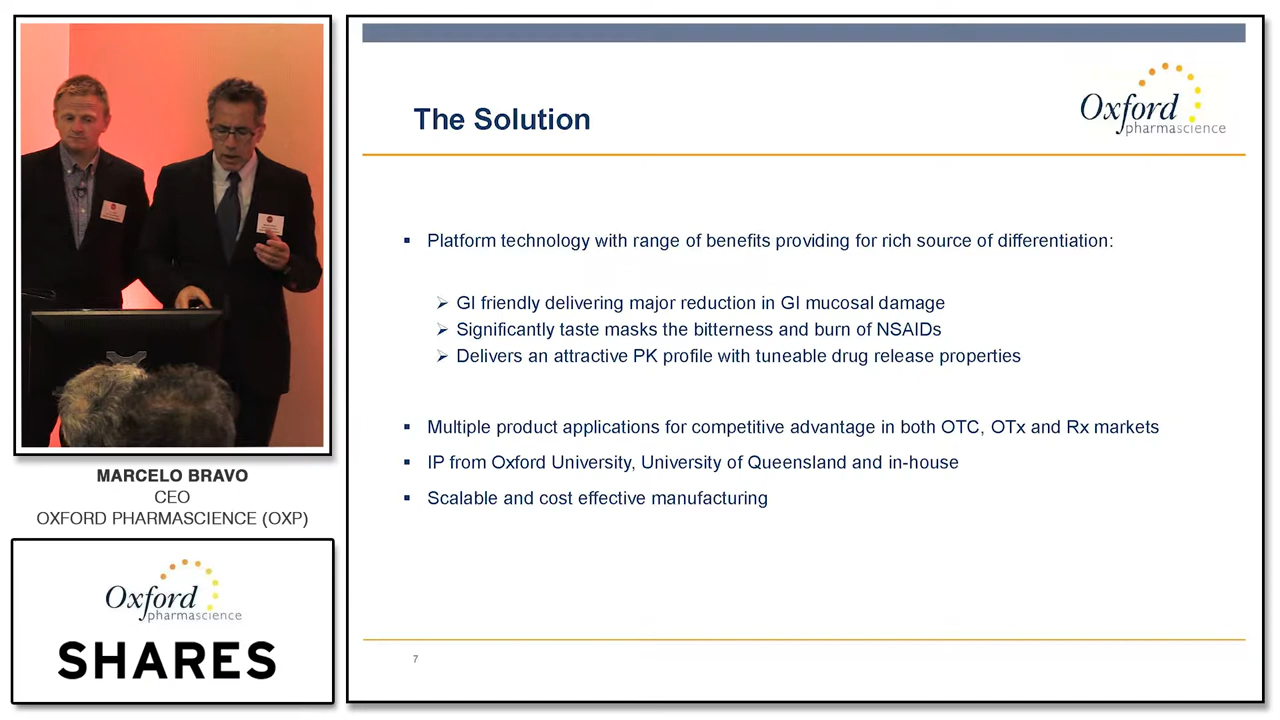 MARCELO BRAVO
CEO
OXFORD PHARMASCIENCE (OXP)
Oxford
pharmascience
SHARES
The Solution
Oxford
pharmascience
▪ Platform technology with range of benefits providing for rich source of differentiation:
➢ GI friendly delivering major reduction in GI mucosal damage
➢ Significantly taste masks the bitterness and burn of NSAIDs
➢ Delivers an attractive PK profile with tuneable drug release properties
▪ Multiple product applications for competitive advantage in both OTC, OTx and Rx markets
▪ IP from Oxford University, University of Queensland and in-house
▪ Scalable and cost effective manufacturing
7